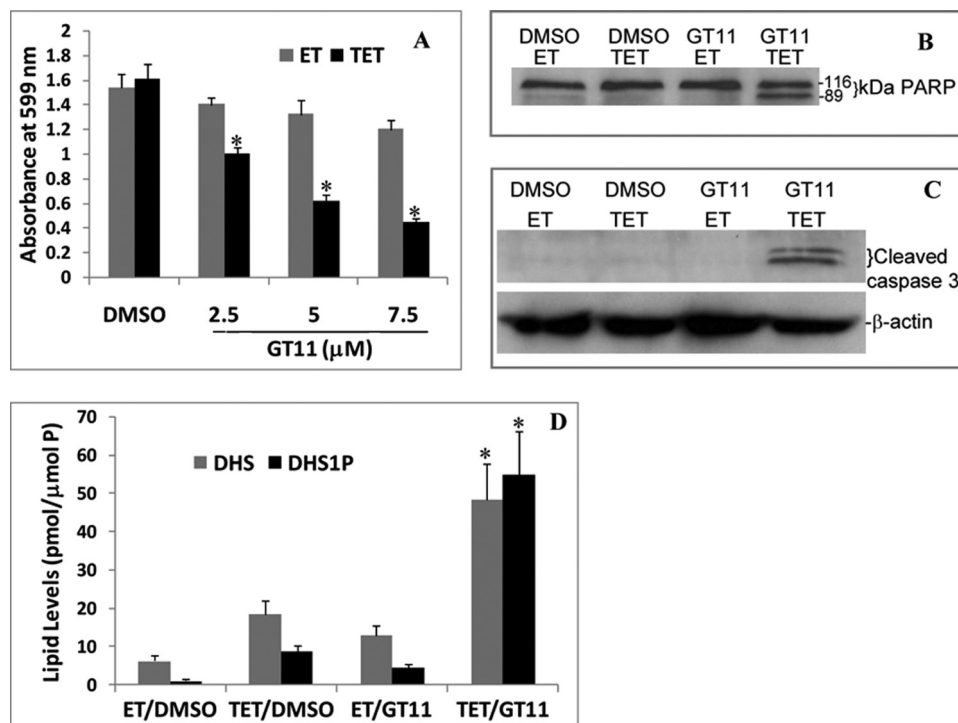 A
ET TET
Absorbance at 599 nm
2
1.8
1.6
1.4
1.2
1
0.8
0.6
0.4
0.2
0
* * *
DMSO 2.5 5 7.5
GT11 (μM)
B
DMSO DMSO GT11 GT11
ET TET ET TET
-116
-89
}kDa PARP
C
DMSO DMSO GT11 GT11
ET TET ET TET
}Cleaved
caspase 3
-β-actin
D
DHS DHS1P
Lipid Levels (pmol/μmol P)
70
60
50
40
30
20
10
0
* *
ET/DMSO TET/DMSO ET/GT11 TET/GT11